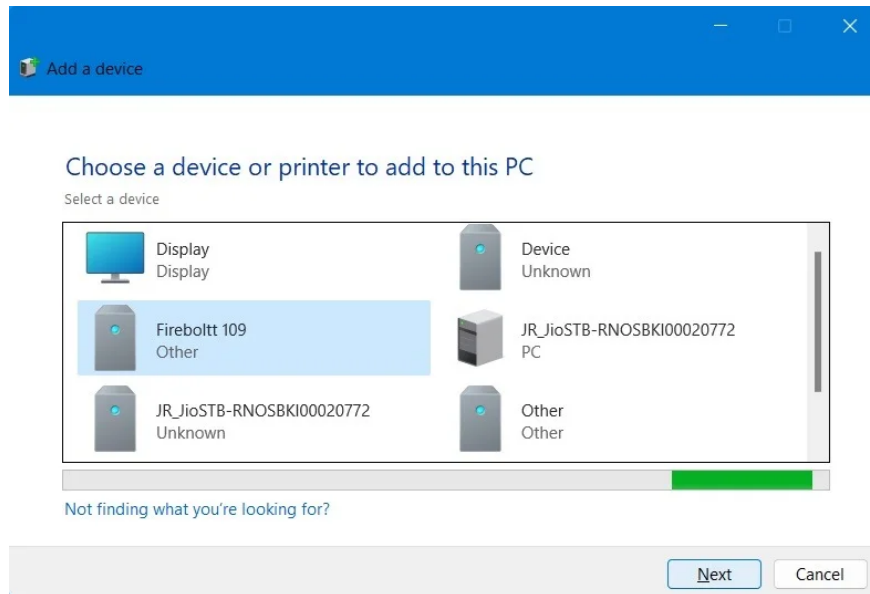 Add a device
Choose a device or printer to add to this PC
Select a device
Display
Display
Device
Unknown
Fireboltt 109
Other
JR_JioSTB-RNOSBKI00020772
PC
JR_JioSTB-RNOSBKI00020772
Unknown
Other
Other
Not finding what you're looking for?
Next
Cancel